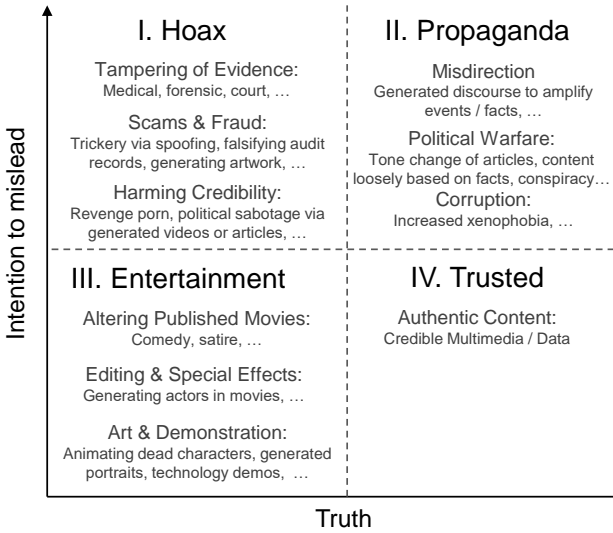 Intention to mislead
I. Hoax
Tampering of Evidence:
Medical, forensic, court, …
Scams & Fraud:
Trickery via spoofing, falsifying audit
records, generating artwork, …
Harming Credibility:
Revenge porn, political sabotage via
generated videos or articles, …
II. Propaganda
Misdirection
Generated discourse to amplify
events / facts, …
Political Warfare:
Tone change of articles, content
loosely based on facts, conspiracy…
Corruption:
Increased xenophobia, …
III. Entertainment
Altering Published Movies:
Comedy, satire, …
Editing & Special Effects:
Generating actors in movies, …
Art & Demonstration:
Animating dead characters, generated
portraits, technology demos, …
IV. Trusted
Authentic Content:
Credible Multimedia / Data
Truth